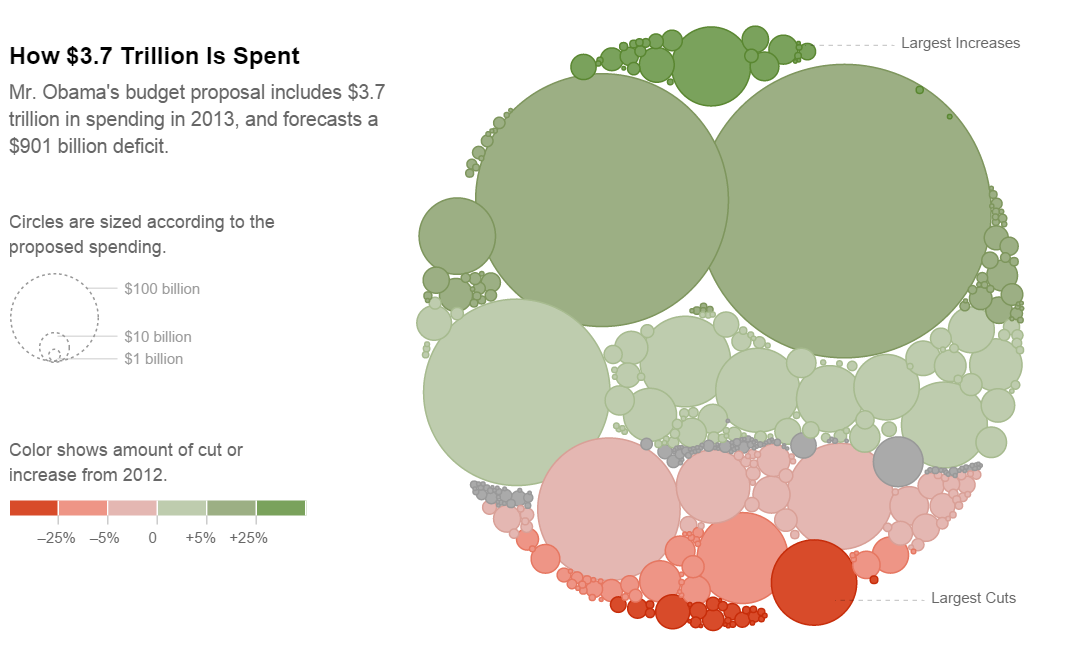 How $3.7 Trillion Is Spent
Mr. Obama's budget proposal includes $3.7
trillion in spending in 2013, and forecasts a
$901 billion deficit.
Largest Increases
Circles are sized according to the
proposed spending.
$100 billion
$10 billion
$1 billion
Color shows amount of cut or
increase from 2012.
–25% –5% 0 +5% +25%
Largest Cuts